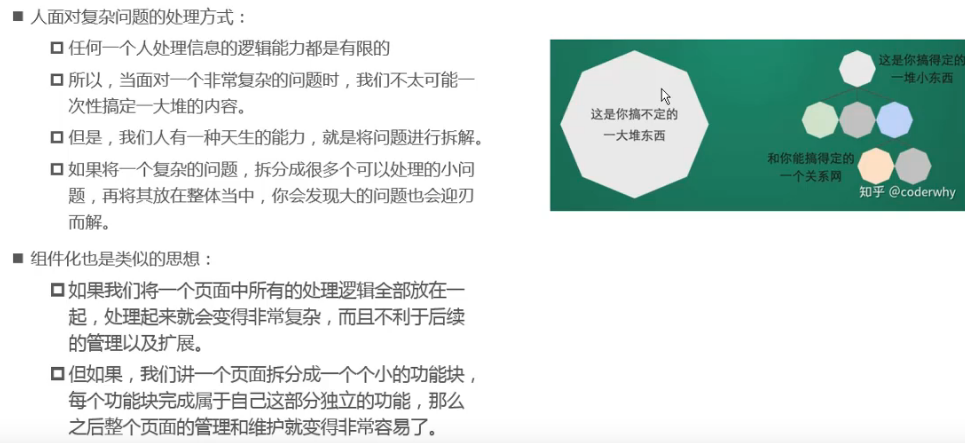 人面对复杂问题的处理方式：
任何一个人处理信息的逻辑能力都是有限的
所以，当面对一个非常复杂的问题时，我们不太可能一
次性搞定一大堆的内容。
但是，我们人有一种天生的能力，就是将问题进行拆解。
如果将一个复杂的问题，拆分成很多个可以处理的小问
题，再将其放在整体当中，你会发现大的问题也会迎刃
而解。
组件化也是类似的思想：
如果我们将一个页面中所有的处理逻辑全部放在一
起，处理起来就会变得非常复杂，而且不利于后续
的管理以及扩展。
但如果，我们讲一个页面拆分成一个个小的功能块，
每个功能块完成属于自己这部分独立的功能，那么
之后整个页面的管理和维护就变得非常容易了。
这是你搞不定的
一大堆东西
这是你搞得定的
一堆小东西
和你能搞得定的
一个关系网
知乎 @coderwhy